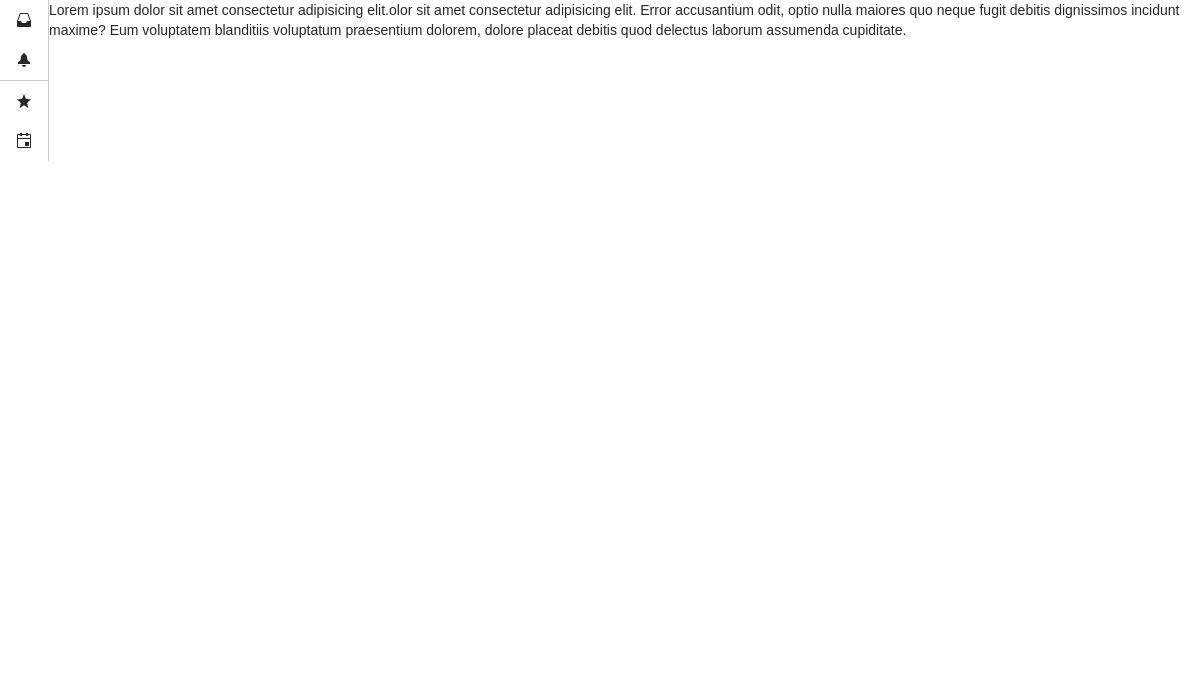 Lorem ipsum dolor sit amet consectetur adipisicing elit.olor sit amet consectetur adipisicing elit. Error accusantium odit, optio nulla maiores quo neque fugit debitis dignissimos incidunt
maxime? Eum voluptatem blanditiis voluptatum praesentium dolorem, dolore placeat debitis quod delectus laborum assumenda cupiditate.